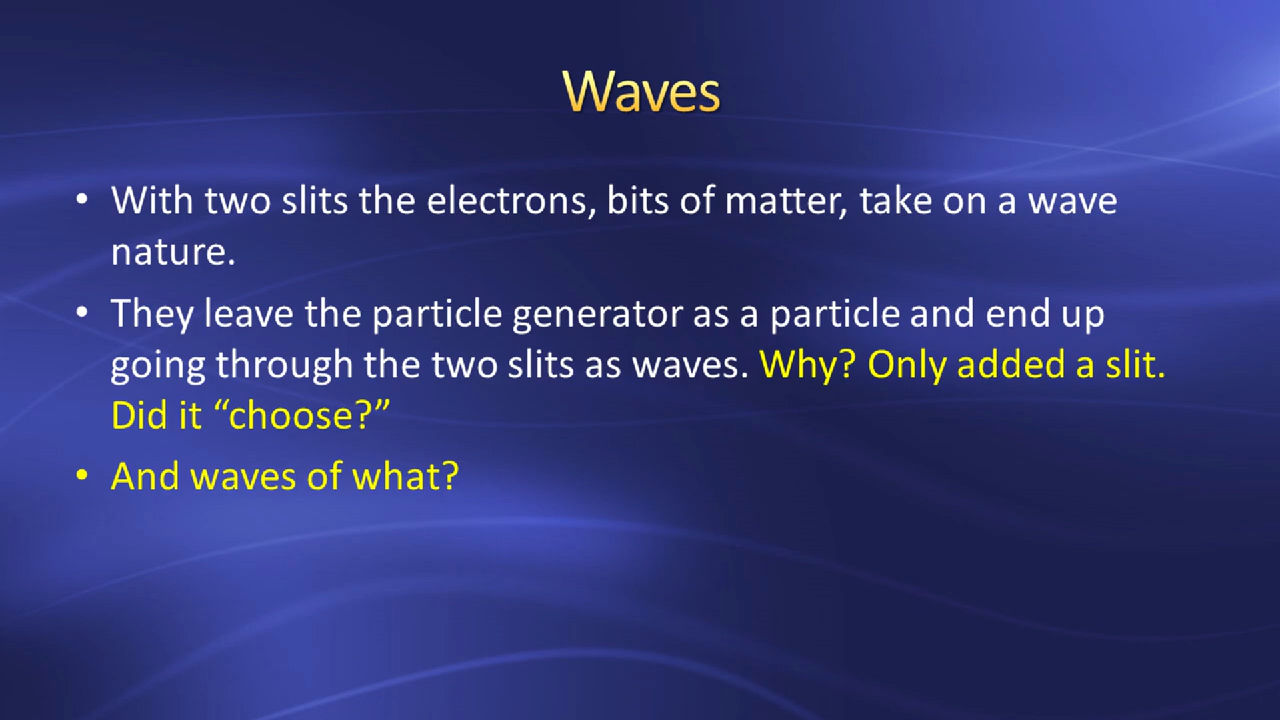 Waves
• With two slits the electrons, bits of matter, take on a wave
nature.
• They leave the particle generator as a particle and end up
going through the two slits as waves. Why? Only added a slit.
Did it “choose?”
• And waves of what?